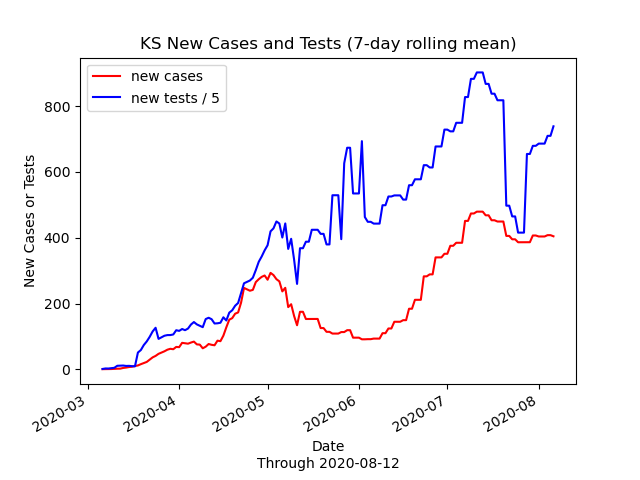 KS New Cases and Tests (7-day rolling mean)
new cases
new tests / 5
New Cases or Tests
800
600
400
200
0
2020-03
2020-04
2020-05
2020-06
2020-07
2020-08
Date
Through 2020-08-12